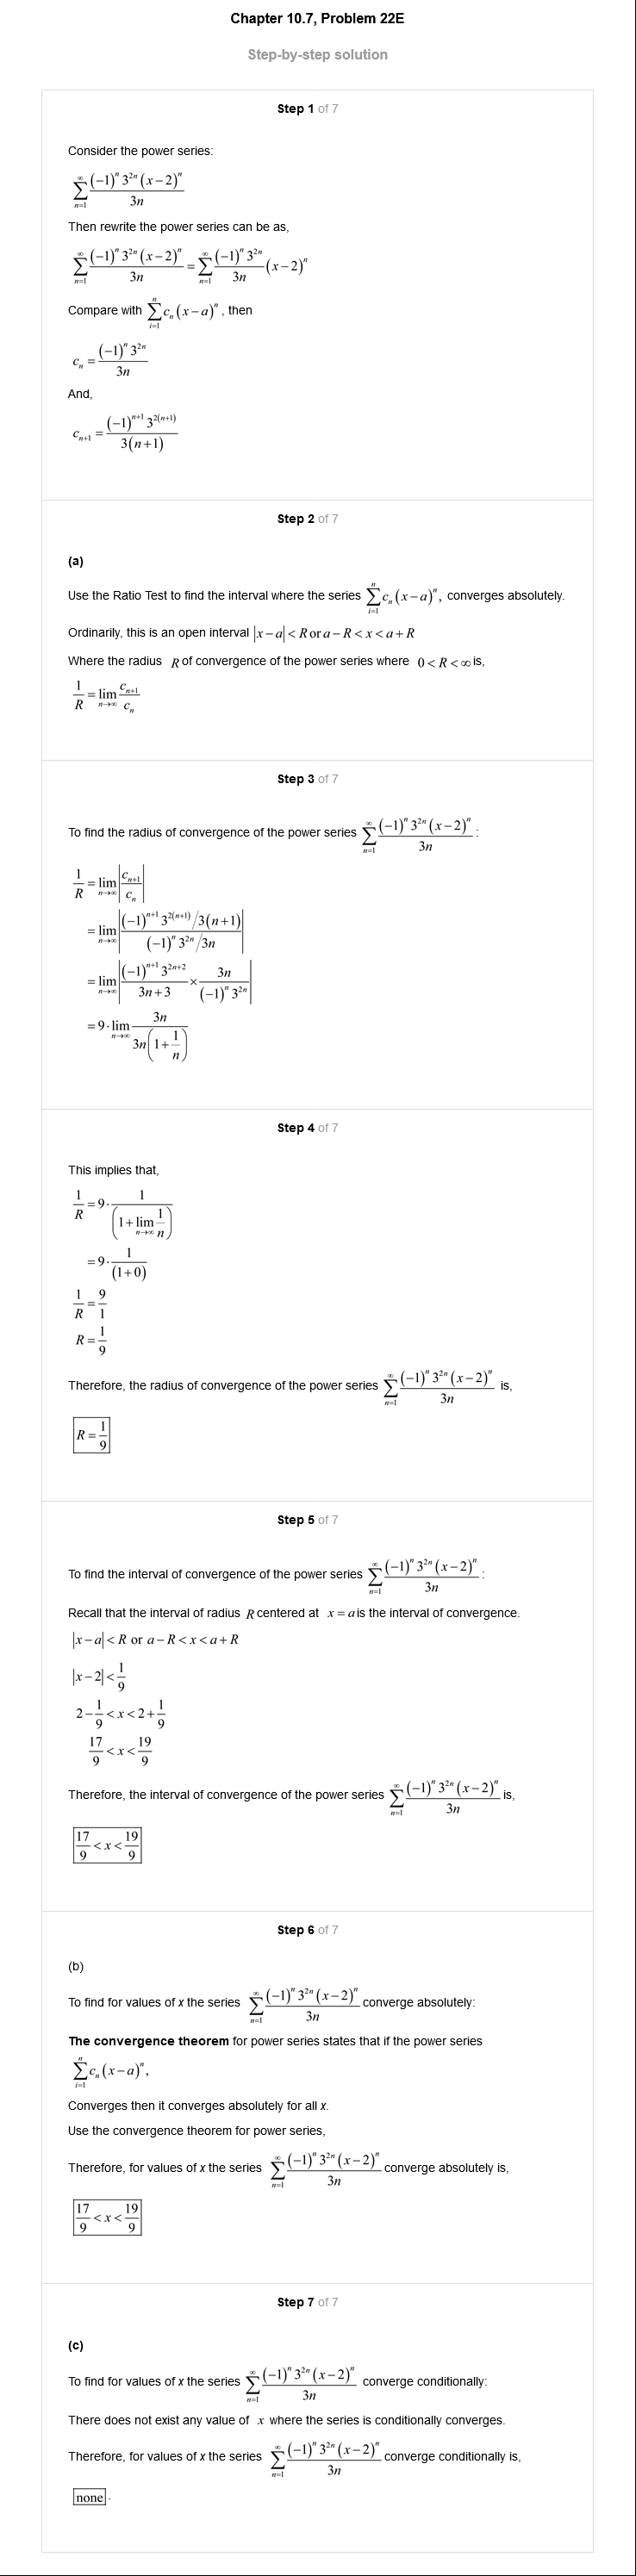 Chapter 10.7, Problem 22E
Step-by-step solution
Step 1 of 7
Consider the power series:
$\sum_{n=1}^{\infty} \frac{(-1)^n 3^{2n} (x-2)^n}{3n}$
Then rewrite the power series can be as,
$\sum_{n=1}^{\infty} \frac{(-1)^n 3^{2n} (x-2)^n}{3n} = \sum_{n=1}^{\infty} \frac{(-1)^n 3^{2n}}{3n} (x-2)^n$
Compare with $\sum_{i=1}^{n} c_n (x-a)^n$, then
$c_n = \frac{(-1)^n 3^{2n}}{3n}$
And,
$c_{n+1} = \frac{(-1)^{n+1} 3^{2(n+1)}}{3(n+1)}$
Step 2 of 7
(a)
Use the Ratio Test to find the interval where the series $\sum_{i=1}^{n} c_n (x-a)^n$, converges absolutely.
Ordinarily, this is an open interval $|x-a| < R$ or $a-R < x < a+R$
Where the radius $R$ of convergence of the power series where $0 < R < \infty$ is,
$\frac{1}{R} = \lim_{n\to\infty} \frac{c_{n+1}}{c_n}$
Step 3 of 7
To find the radius of convergence of the power series $\sum_{n=1}^{\infty} \frac{(-1)^n 3^{2n} (x-2)^n}{3n}$:
$\frac{1}{R} = \lim_{n\to\infty} \left| \frac{c_{n+1}}{c_n} \right|$
$= \lim_{n\to\infty} \left| \frac{(-1)^{n+1} 3^{2(n+1)} / 3(n+1)}{(-1)^n 3^{2n} / 3n} \right|$
$= \lim_{n\to\infty} \left| \frac{(-1)^{n+1} 3^{2n+2}}{3n+3} \times \frac{3n}{(-1)^n 3^{2n}} \right|$
$= 9 \cdot \lim_{n\to\infty} \frac{3n}{3n \left(1 + \frac{1}{n}\right)}$
Step 4 of 7
This implies that,
$\frac{1}{R} = 9 \cdot \frac{1}{\left(1 + \lim_{n\to\infty} \frac{1}{n}\right)}$
$= 9 \cdot \frac{1}{(1+0)}$
$\frac{1}{R} = \frac{9}{1}$
$R = \frac{1}{9}$
Therefore, the radius of convergence of the power series $\sum_{n=1}^{\infty} \frac{(-1)^n 3^{2n} (x-2)^n}{3n}$ is,
$R = \frac{1}{9}$
Step 5 of 7
To find the interval of convergence of the power series $\sum_{n=1}^{\infty} \frac{(-1)^n 3^{2n} (x-2)^n}{3n}$:
Recall that the interval of radius $R$ centered at $x = a$ is the interval of convergence.
$|x-a| < R$ or $a-R < x < a+R$
$|x-2| < \frac{1}{9}$
$2 - \frac{1}{9} < x < 2 + \frac{1}{9}$
$\frac{17}{9} < x < \frac{19}{9}$
Therefore, the interval of convergence of the power series $\sum_{n=1}^{\infty} \frac{(-1)^n 3^{2n} (x-2)^n}{3n}$ is,
$\frac{17}{9} < x < \frac{19}{9}$
Step 6 of 7
(b)
To find for values of x the series $\sum_{n=1}^{\infty} \frac{(-1)^n 3^{2n} (x-2)^n}{3n}$ converge absolutely:
The convergence theorem for power series states that if the power series
$\sum_{i=1}^{n} c_n (x-a)^n$,
Converges then it converges absolutely for all x.
Use the convergence theorem for power series,
Therefore, for values of x the series $\sum_{n=1}^{\infty} \frac{(-1)^n 3^{2n} (x-2)^n}{3n}$ converge absolutely is,
$\frac{17}{9} < x < \frac{19}{9}$
Step 7 of 7
(c)
To find for values of x the series $\sum_{n=1}^{\infty} \frac{(-1)^n 3^{2n} (x-2)^n}{3n}$ converge conditionally:
There does not exist any value of $x$ where the series is conditionally converges.
Therefore, for values of x the series $\sum_{n=1}^{\infty} \frac{(-1)^n 3^{2n} (x-2)^n}{3n}$ converge conditionally is,
none.